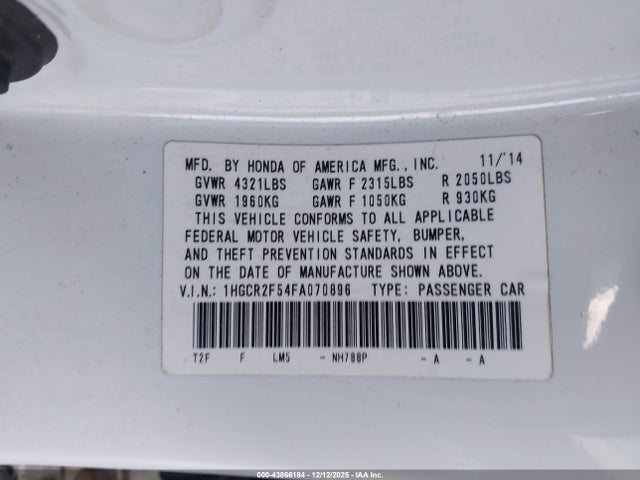 MFD. BY HONDA OF AMERICA MFG., INC. 11/'14
GVWR 4321LBS GAWR F 2315LBS R 2050LBS
GVWR 1960KG GAWR F 1050KG R 930KG
THIS VEHICLE CONFORMS TO ALL APPLICABLE
FEDERAL MOTOR VEHICLE SAFETY, BUMPER,
AND THEFT PREVENTION STANDARDS IN EFFECT
ON THE DATE OF MANUFACTURE SHOWN ABOVE.
V.I.N.: 1HGCR2F54FA070896 TYPE: PASSENGER CAR
T2F F LM5 - NH788P - A - A
000-43866184 - 12/12/2025 - IAA Inc.